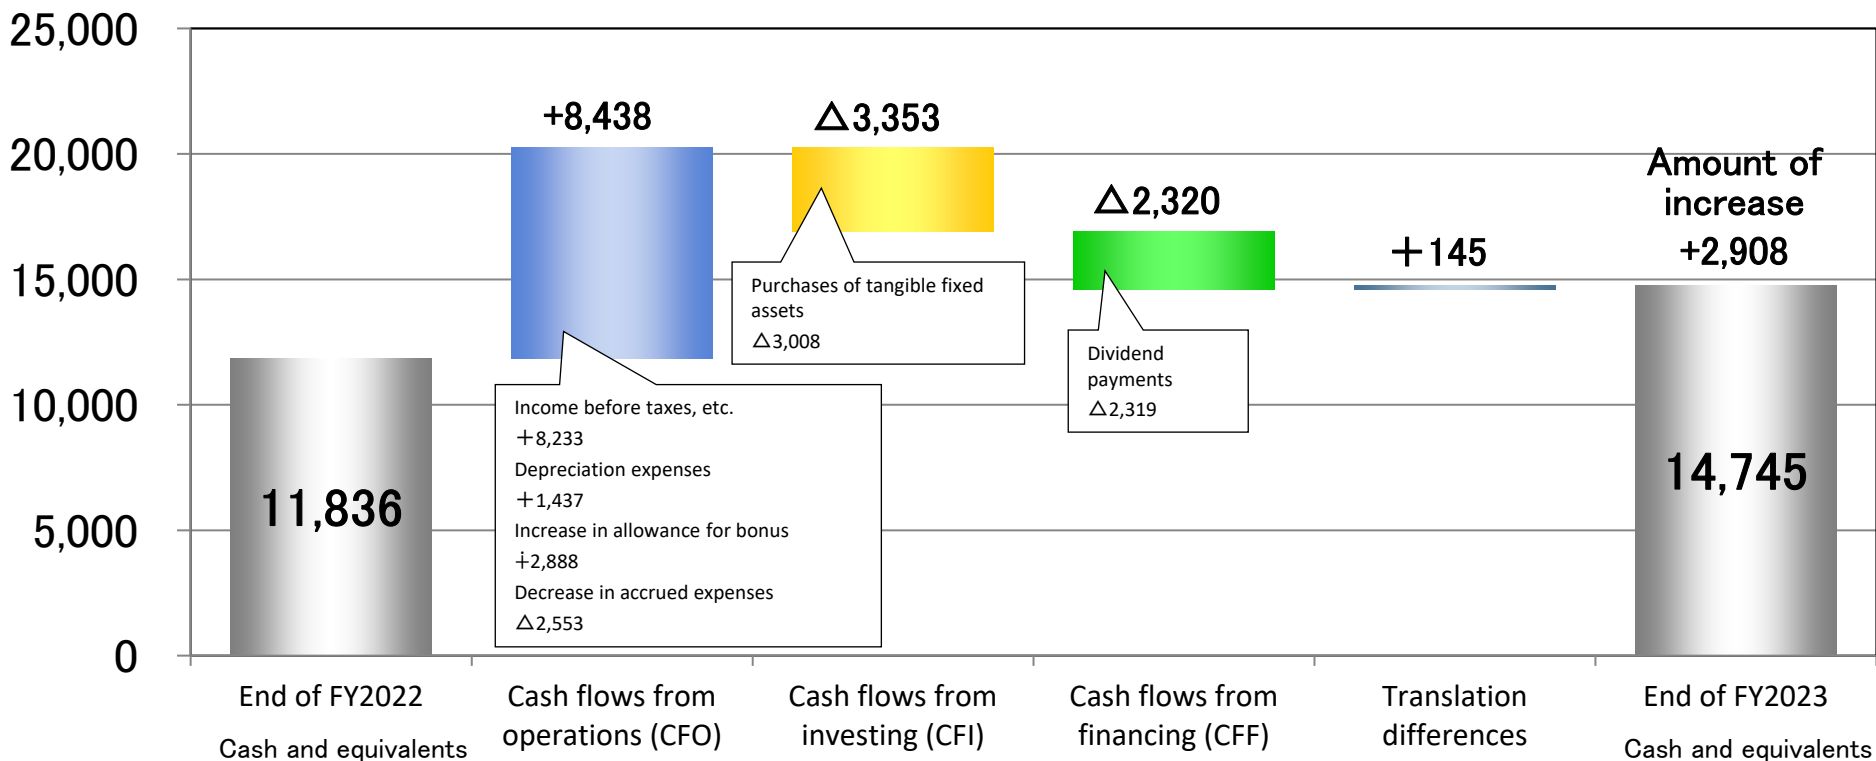 25,000
20,000
15,000
10,000
5,000
0
+8,438
△3,353
△2,320
+145
Amount of
increase
+2,908
11,836
14,745
Income before taxes, etc.
+8,233
Depreciation expenses
+1,437
Increase in allowance for bonus
+2,888
Decrease in accrued expenses
△2,553
Purchases of tangible fixed
assets
△3,008
Dividend
payments
△2,319
End of FY2022
Cash and equivalents
Cash flows from
operations (CFO)
Cash flows from
investing (CFI)
Cash flows from
financing (CFF)
Translation
differences
End of FY2023
Cash and equivalents